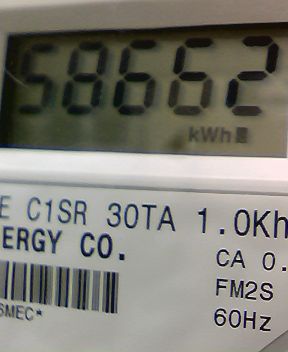 58662
kWh
E C1SR 30TA 1.0Kh
ERGY CO.
CA 0.
FM2S
SMEC*
60Hz